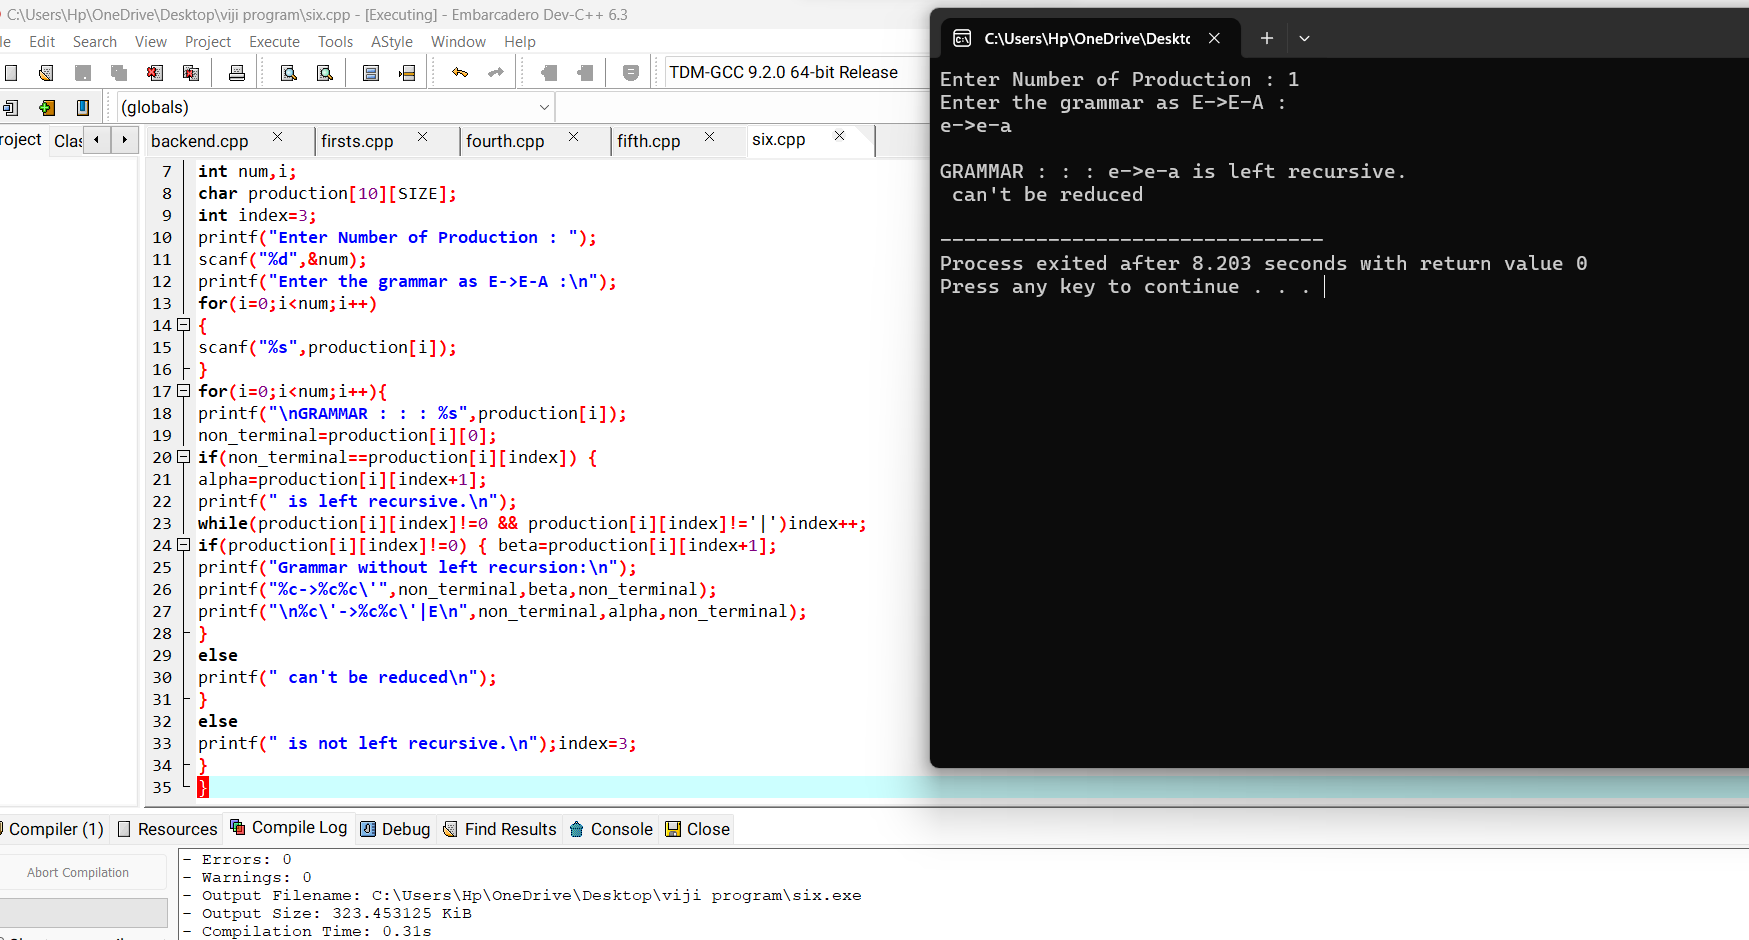 C:\Users\Hp\OneDrive\Desktop\viji program\six.cpp - [Executing] - Embarcadero Dev-C++ 6.3
le Edit Search View Project Execute Tools AStyle Window Help
TDM-GCC 9.2.0 64-bit Release
(globals)
roject Clas backend.cpp firsts.cpp fourth.cpp fifth.cpp six.cpp
7 int num,i;
8 char production[10][SIZE];
9 int index=3;
10 printf("Enter Number of Production : ");
11 scanf("%d",&num);
12 printf("Enter the grammar as E->E-A :\n");
13 for(i=0;i<num;i++)
14 {
15 scanf("%s",production[i]);
16 }
17 for(i=0;i<num;i++){
18 printf("\nGRAMMAR : : : %s",production[i]);
19 non_terminal=production[i][0];
20 if(non_terminal==production[i][index]) {
21 alpha=production[i][index+1];
22 printf(" is left recursive.\n");
23 while(production[i][index]!=0 && production[i][index]!='|')index++;
24 if(production[i][index]!=0) { beta=production[i][index+1];
25 printf("Grammar without left recursion:\n");
26 printf("%c->%c%c\'",non_terminal,beta,non_terminal);
27 printf("\n%c\'->%c%c\'|E\n",non_terminal,alpha,non_terminal);
28 }
29 else
30 printf(" can't be reduced\n");
31 }
32 else
33 printf(" is not left recursive.\n");index=3;
34 }
35 }
Compiler (1) Resources Compile Log Debug Find Results Console Close
Abort Compilation
- Errors: 0
- Warnings: 0
- Output Filename: C:\Users\Hp\OneDrive\Desktop\viji program\six.exe
- Output Size: 323.453125 KiB
- Compilation Time: 0.31s
C:\Users\Hp\OneDrive\Deskt
Enter Number of Production : 1
Enter the grammar as E->E-A :
e->e-a
GRAMMAR : : : e->e-a is left recursive.
can't be reduced
--------------------------------
Process exited after 8.203 seconds with return value 0
Press any key to continue . . .